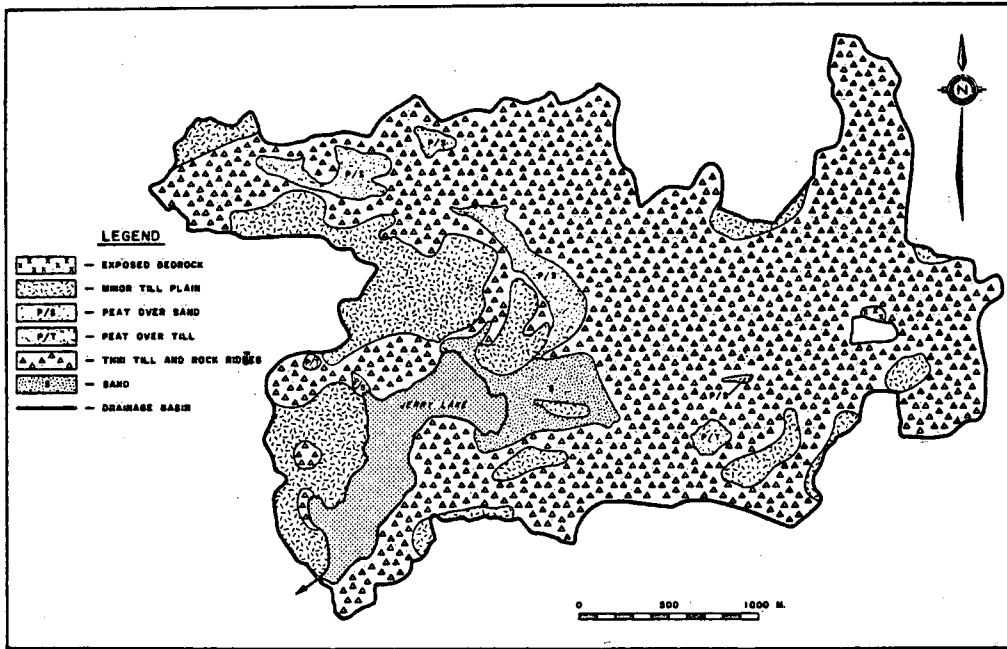 N
LEGEND
— EXPOSED BEDROCK
— MINOR TILL PLAIN
P/S — PEAT OVER SAND
P/T — PEAT OVER TILL
— THIN TILL AND ROCK RIDGES
S — SAND
— DRAINAGE BASIN
P/S
P/S
JERRY LAKE
S
0 500 1000 M.